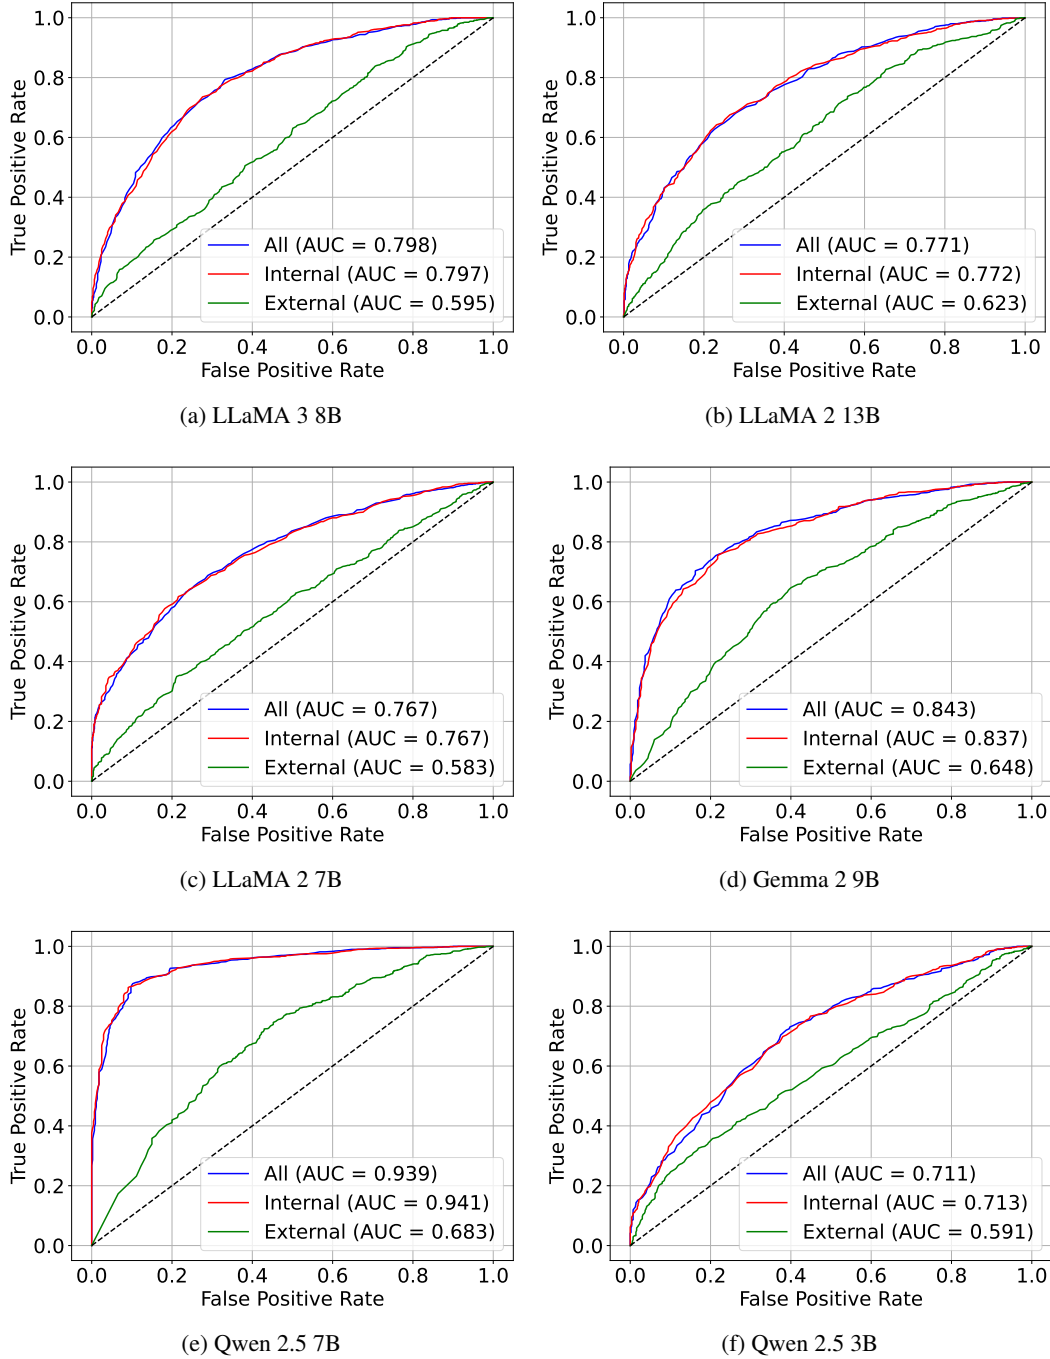 1.0
0.8
0.6
0.4
0.2
0.0
True Positive Rate
All (AUC = 0.798)
Internal (AUC = 0.797)
External (AUC = 0.595)
0.0 0.2 0.4 0.6 0.8 1.0
False Positive Rate
(a) LLaMA 3 8B
1.0
0.8
0.6
0.4
0.2
0.0
True Positive Rate
All (AUC = 0.771)
Internal (AUC = 0.772)
External (AUC = 0.623)
0.0 0.2 0.4 0.6 0.8 1.0
False Positive Rate
(b) LLaMA 2 13B
1.0
0.8
0.6
0.4
0.2
0.0
True Positive Rate
All (AUC = 0.767)
Internal (AUC = 0.767)
External (AUC = 0.583)
0.0 0.2 0.4 0.6 0.8 1.0
False Positive Rate
(c) LLaMA 2 7B
1.0
0.8
0.6
0.4
0.2
0.0
True Positive Rate
All (AUC = 0.843)
Internal (AUC = 0.837)
External (AUC = 0.648)
0.0 0.2 0.4 0.6 0.8 1.0
False Positive Rate
(d) Gemma 2 9B
1.0
0.8
0.6
0.4
0.2
0.0
True Positive Rate
All (AUC = 0.939)
Internal (AUC = 0.941)
External (AUC = 0.683)
0.0 0.2 0.4 0.6 0.8 1.0
False Positive Rate
(e) Qwen 2.5 7B
1.0
0.8
0.6
0.4
0.2
0.0
True Positive Rate
All (AUC = 0.711)
Internal (AUC = 0.713)
External (AUC = 0.591)
0.0 0.2 0.4 0.6 0.8 1.0
False Positive Rate
(f) Qwen 2.5 3B